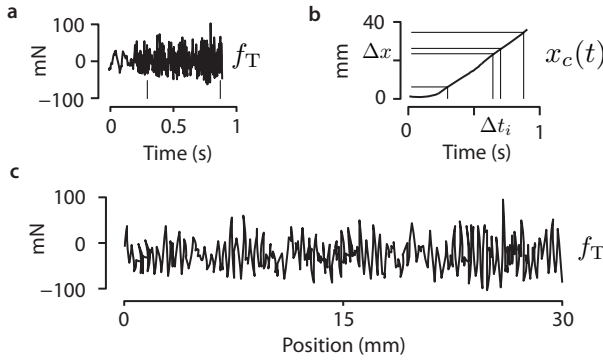 a
100
0
−100
mN
f_T
0
0.5
1
Time (s)
b
40
0
mm
Δx
x_c(t)
0
Δt_i
1
Time (s)
c
100
0
−100
mN
f_T
0
15
30
Position (mm)